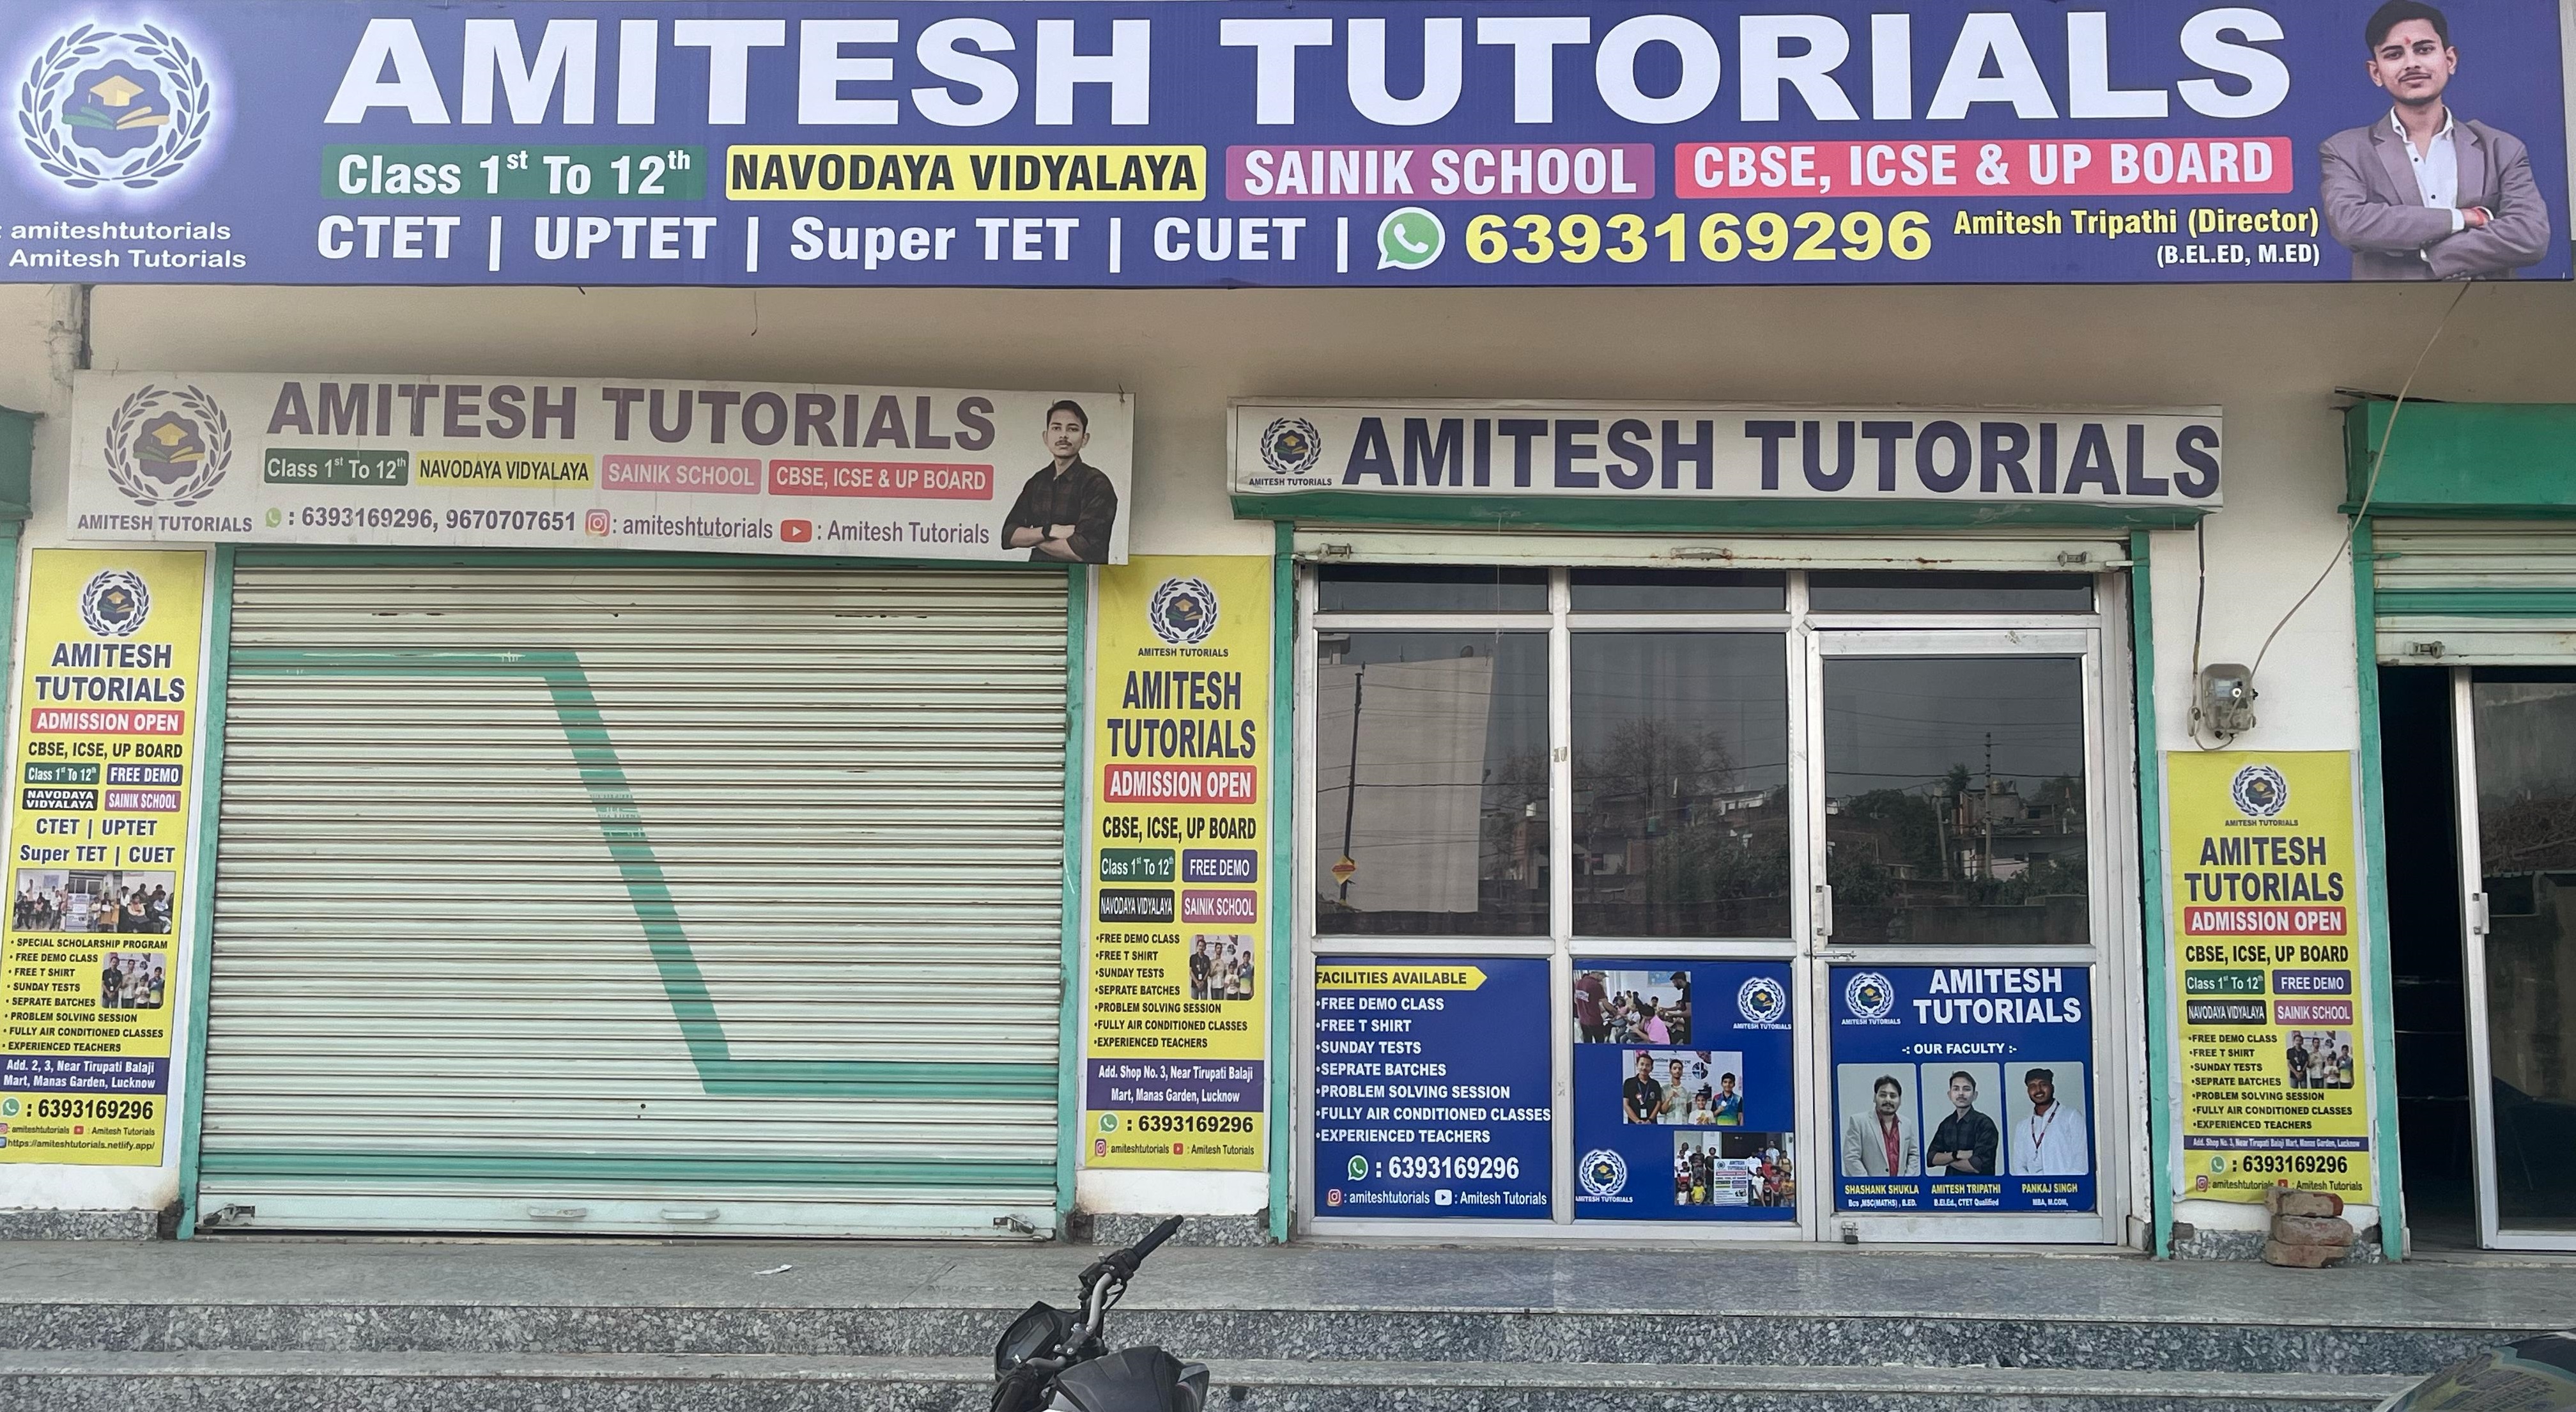 AMITESH TUTORIALS
Class 1st To 12th NAVODAYA VIDYALAYA SAINIK SCHOOL CBSE, ICSE & UP BOARD
: amiteshtutorials
Amitesh Tutorials
CTET | UPTET | Super TET | CUET | 6393169296
Amitesh Tripathi (Director)
(B.EL.ED, M.ED)
AMITESH TUTORIALS
Class 1st To 12th NAVODAYA VIDYALAYA SAINIK SCHOOL CBSE, ICSE & UP BOARD
AMITESH TUTORIALS
: 6393169296, 9670707651 : amiteshtutorials : Amitesh Tutorials
AMITESH TUTORIALS
AMITESH TUTORIALS
AMITESH
TUTORIALS
ADMISSION OPEN
CBSE, ICSE, UP BOARD
Class 1st To 12th FREE DEMO
NAVODAYA VIDYALAYA SAINIK SCHOOL
CTET | UPTET
Super TET | CUET
• SPECIAL SCHOLARSHIP PROGRAM
• FREE DEMO CLASS
• FREE T SHIRT
• SUNDAY TESTS
• SEPRATE BATCHES
• PROBLEM SOLVING SESSION
• FULLY AIR CONDITIONED CLASSES
• EXPERIENCED TEACHERS
Add. 2, 3, Near Tirupati Balaji
Mart, Manas Garden, Lucknow
: 6393169296
: amiteshtutorials : Amitesh Tutorials
https://amiteshtutorials.netlify.app/
AMITESH TUTORIALS
AMITESH
TUTORIALS
ADMISSION OPEN
CBSE, ICSE, UP BOARD
Class 1st To 12th FREE DEMO
NAVODAYA VIDYALAYA SAINIK SCHOOL
•FREE DEMO CLASS
•FREE T SHIRT
•SUNDAY TESTS
•SEPRATE BATCHES
•PROBLEM SOLVING SESSION
•FULLY AIR CONDITIONED CLASSES
•EXPERIENCED TEACHERS
Add. Shop No. 3, Near Tirupati Balaji
Mart, Manas Garden, Lucknow
: 6393169296
: amiteshtutorials : Amitesh Tutorials
FACILITIES AVAILABLE
•FREE DEMO CLASS
•FREE T SHIRT
•SUNDAY TESTS
•SEPRATE BATCHES
•PROBLEM SOLVING SESSION
•FULLY AIR CONDITIONED CLASSES
•EXPERIENCED TEACHERS
: 6393169296
: amiteshtutorials : Amitesh Tutorials
AMITESH TUTORIALS
AMITESH TUTORIALS
AMITESH TUTORIALS
AMITESH
TUTORIALS
-: OUR FACULTY :-
SHASHANK SHUKLA
Bcs ,MSC(MATHS) , B.ED.
AMITESH TRIPATHI
B.El.Ed., CTET Qualified
PANKAJ SINGH
MBA, M.COM,
AMITESH TUTORIALS
AMITESH
TUTORIALS
ADMISSION OPEN
CBSE, ICSE, UP BOARD
Class 1st To 12th FREE DEMO
NAVODAYA VIDYALAYA SAINIK SCHOOL
•FREE DEMO CLASS
•FREE T SHIRT
•SUNDAY TESTS
•SEPRATE BATCHES
•PROBLEM SOLVING SESSION
•FULLY AIR CONDITIONED CLASSES
•EXPERIENCED TEACHERS
Add. Shop No. 3, Near Tirupati Balaji Mart, Manas Garden, Lucknow
: 6393169296
: amiteshtutorials : Amitesh Tutorials